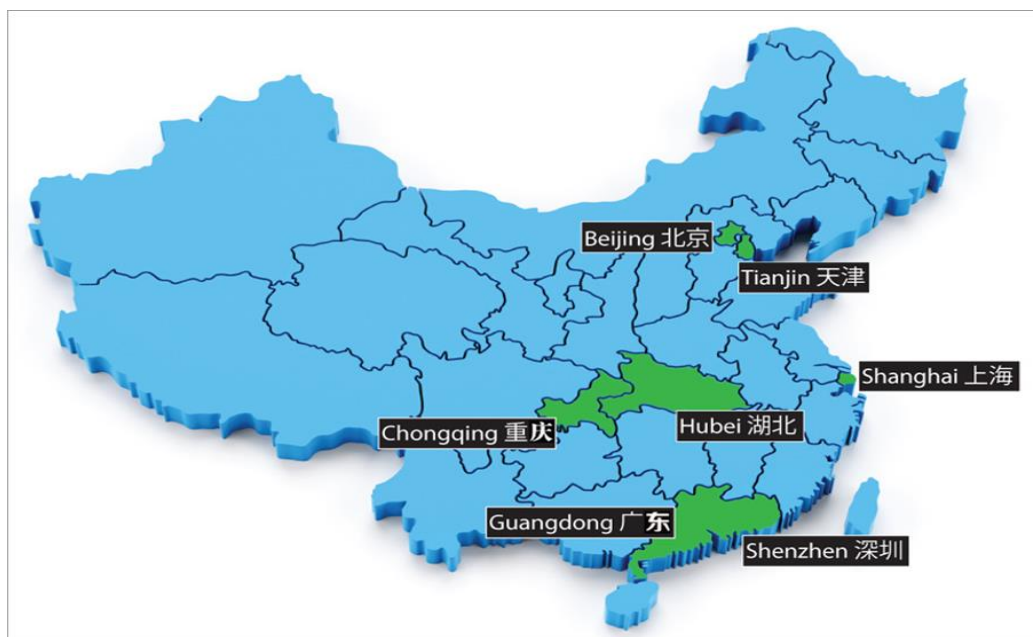 Beijing 北京
Tianjin 天津
Shanghai 上海
Chongqing 重庆
Hubei 湖北
Guangdong 广东
Shenzhen 深圳